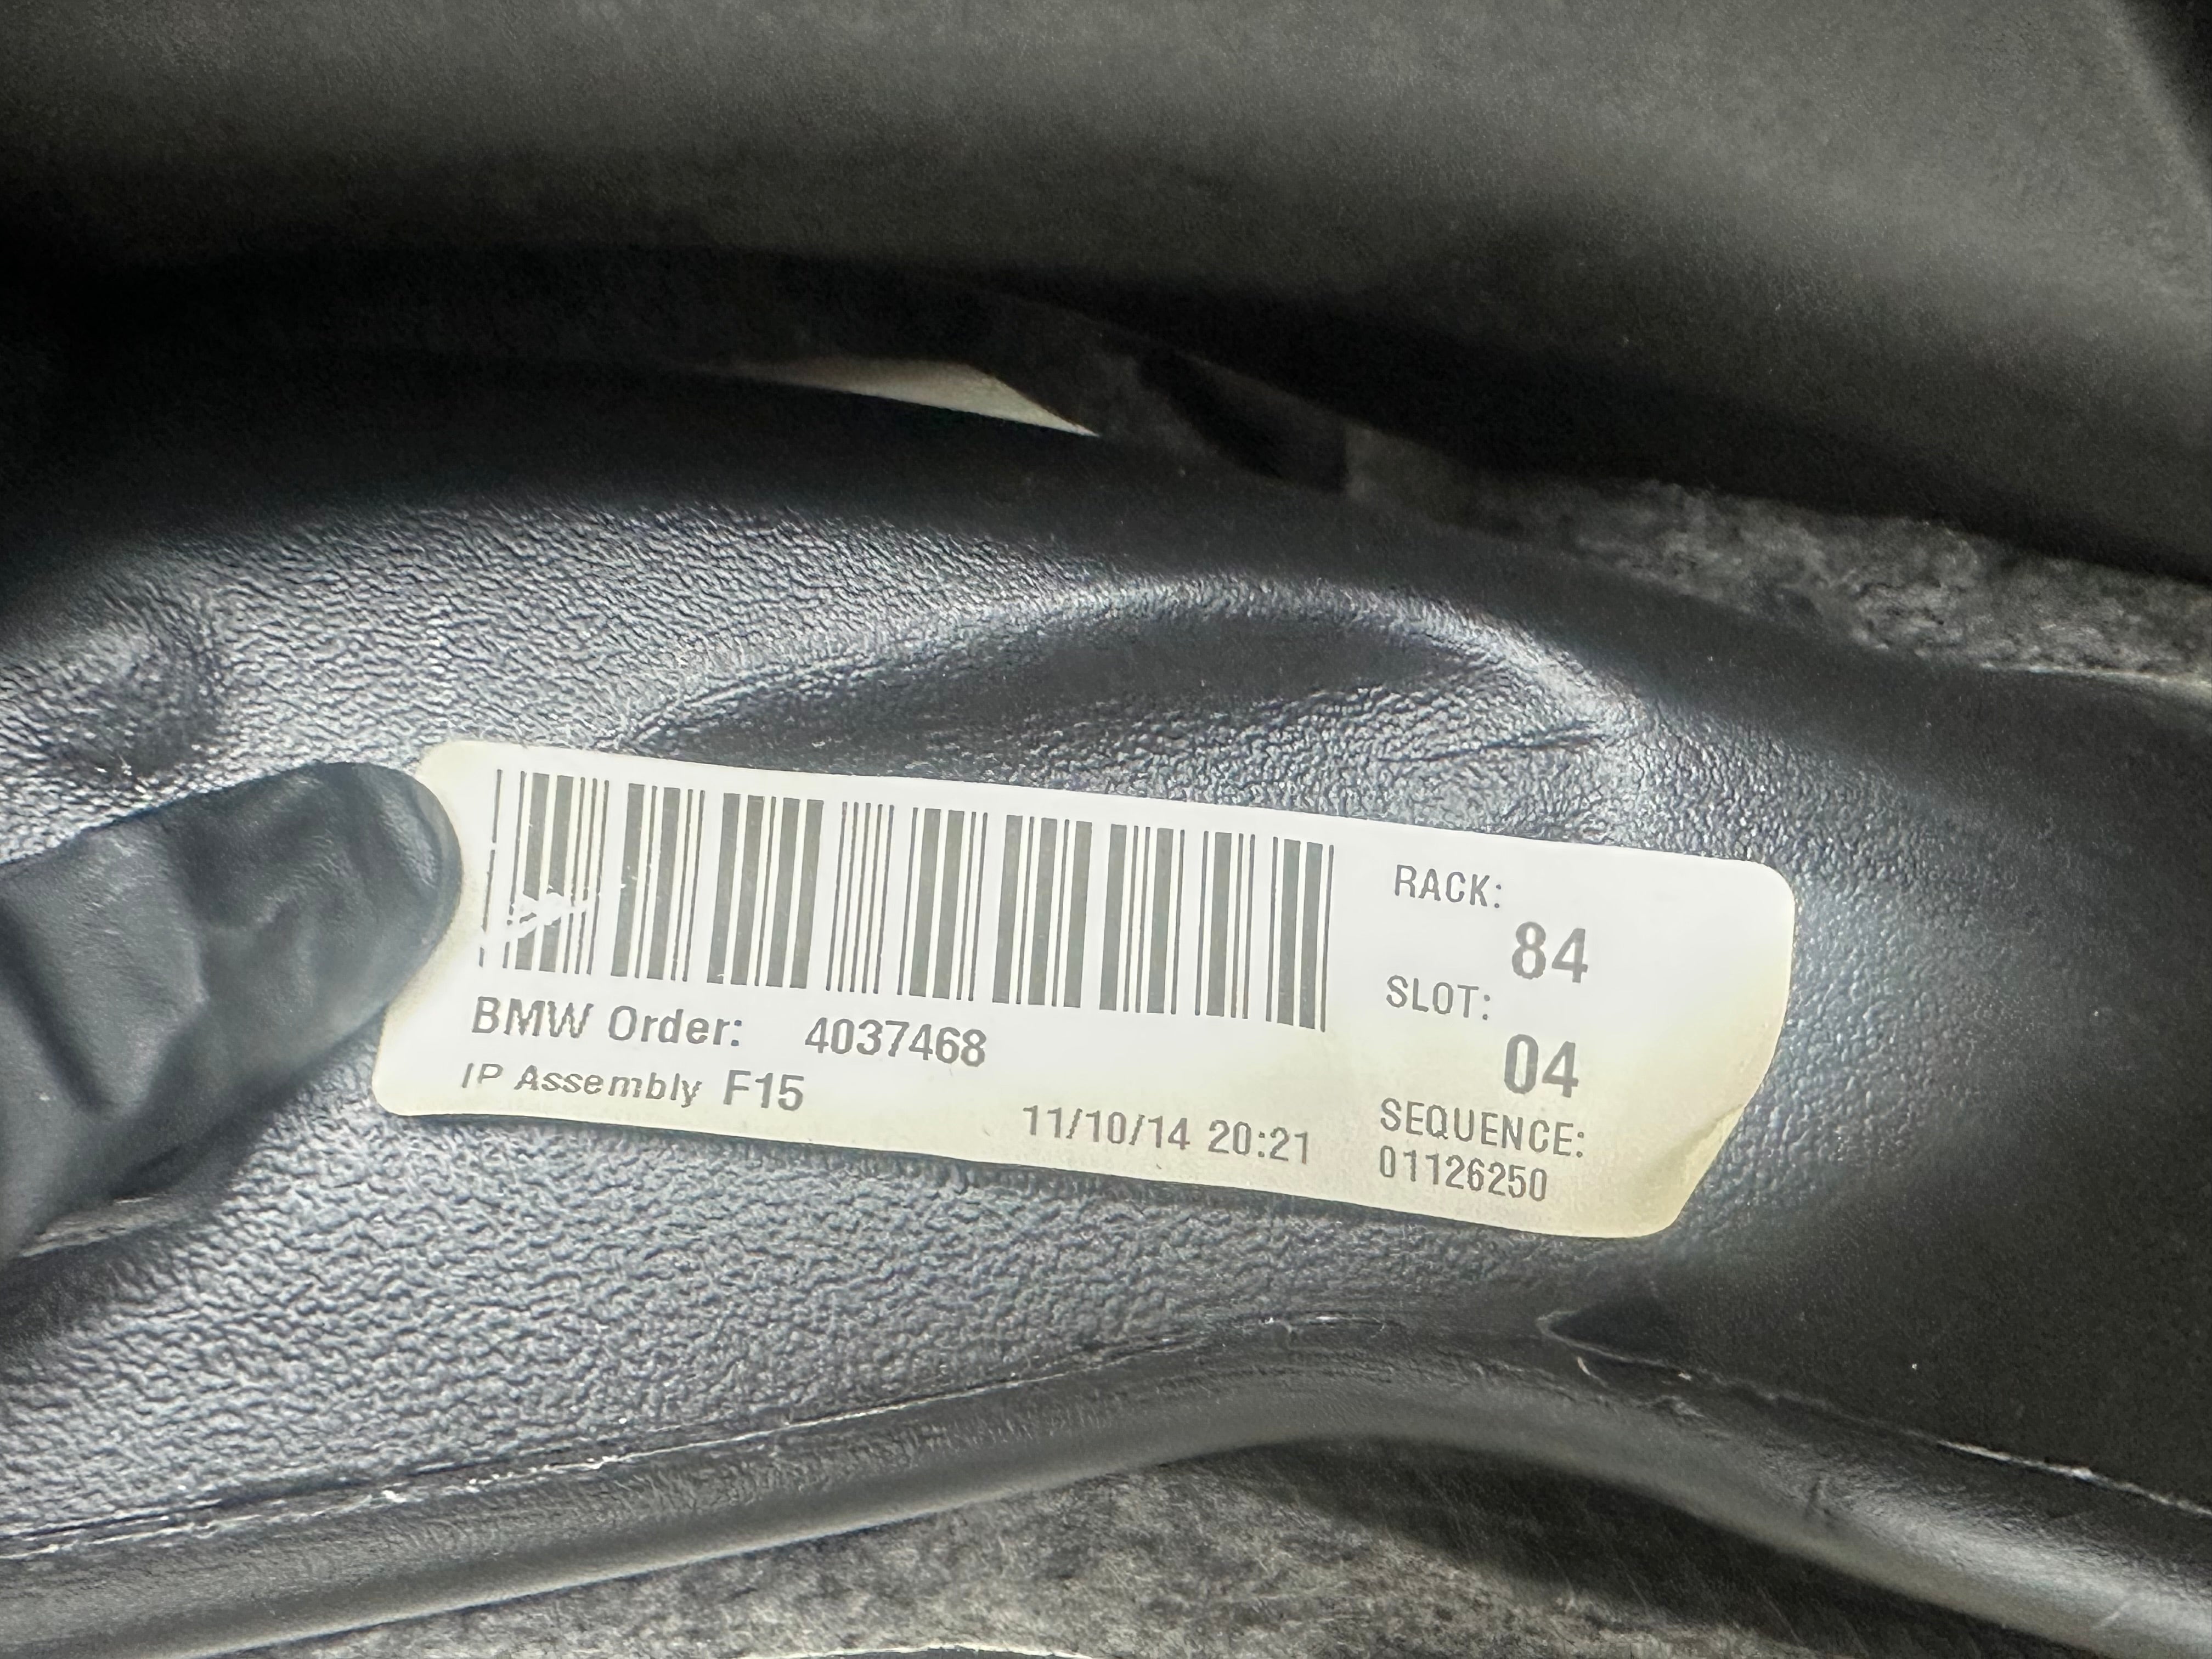 BMW Order: 4037468
IP Assembly F15
11/10/14 20:21
RACK:
84
SLOT:
04
SEQUENCE:
01126250